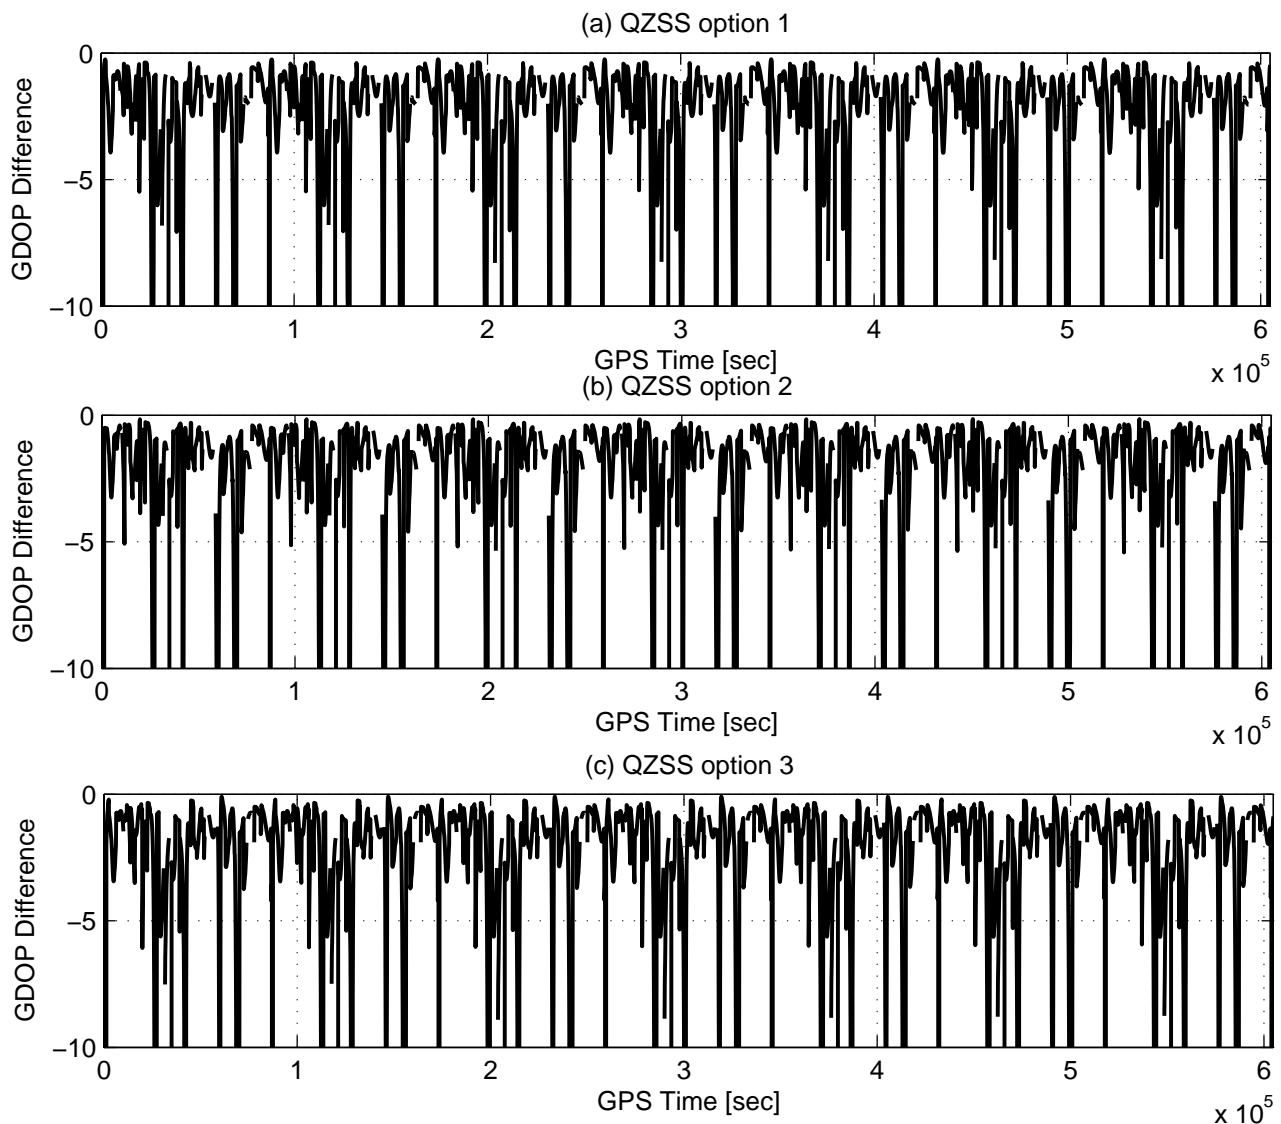 (a) QZSS option 1
GDOP Difference
0
−5
−10
0 1 2 3 4 5 6
GPS Time [sec]
x 10^5
(b) QZSS option 2
GDOP Difference
0
−5
−10
0 1 2 3 4 5 6
GPS Time [sec]
x 10^5
(c) QZSS option 3
GDOP Difference
0
−5
−10
0 1 2 3 4 5 6
GPS Time [sec]
x 10^5